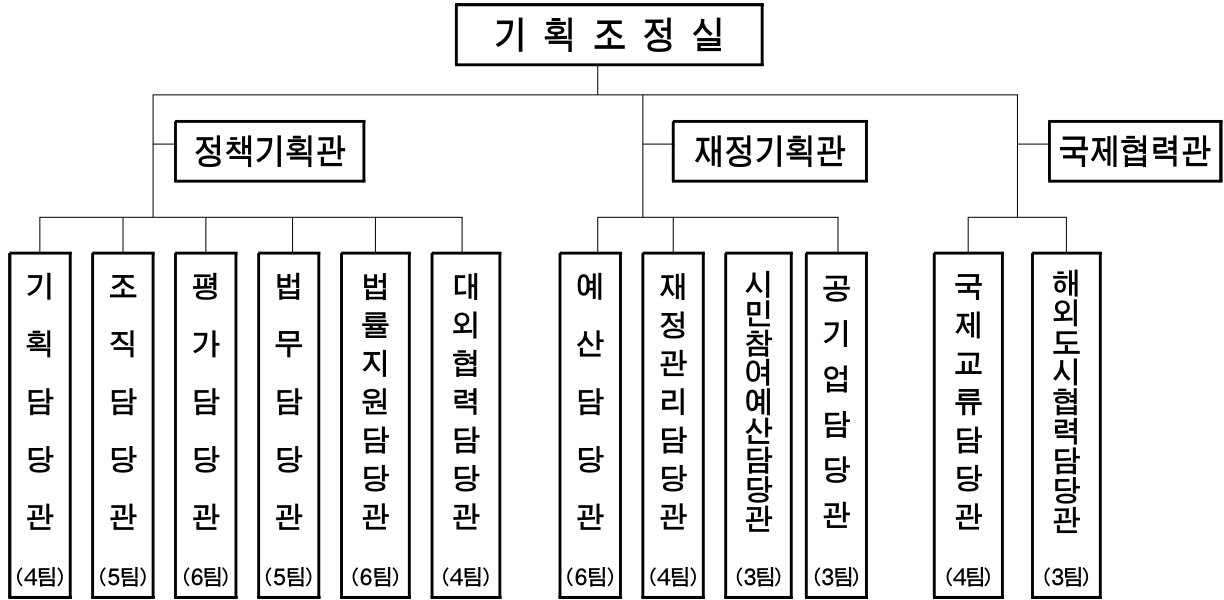 기 획 조 정 실
정책기획관
재정기획관
국제협력관
기획담당관
(4팀)
조직담당관
(5팀)
평가담당관
(6팀)
법무담당관
(5팀)
법률지원담당관
(6팀)
대외협력담당관
(4팀)
예산담당관
(6팀)
재정관리담당관
(4팀)
시민참여예산담당관
(3팀)
공기업담당관
(3팀)
국제교류담당관
(4팀)
해외도시협력담당관
(3팀)